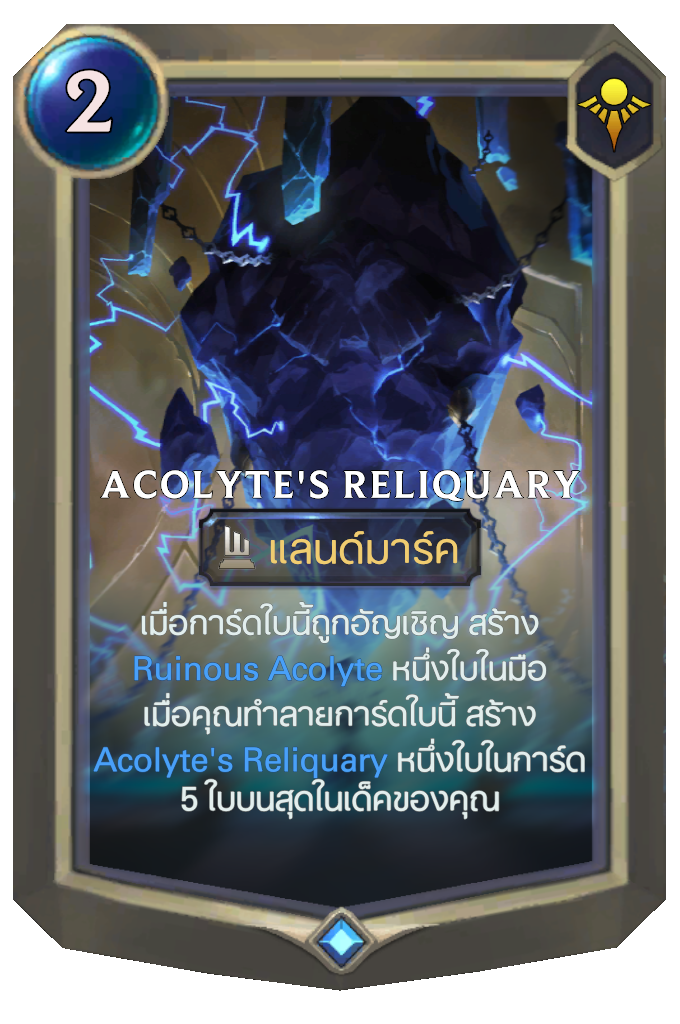 2
ACOLYTE'S RELIQUARY
แลนด์มาร์ค
เมื่อการ์ดใบนี้ถูกอัญเชิญ สร้าง
Ruinous Acolyte หนึ่งใบในมือ
เมื่อคุณทำลายการ์ดใบนี้ สร้าง
Acolyte's Reliquary หนึ่งใบในการ์ด
5 ใบบนสุดในเด็คของคุณ